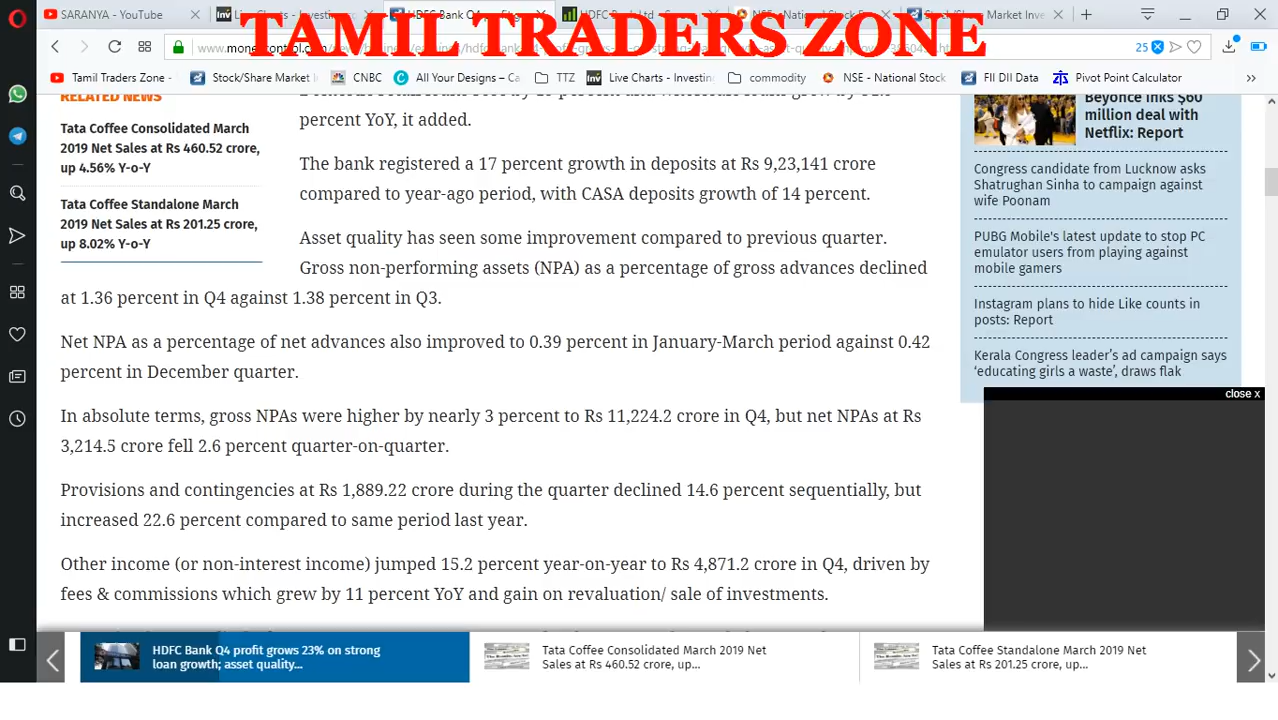 SARANYA - YouTube
Live Charts - Investin
HDFC Bank Q4 profit g
HDFC Bank Ltd
NSE - National Stock E
Stock/Share Market Inve
TAMIL TRADERS ZONE
25
Tamil Traders Zone -
Stock/Share Market I
CNBC
All Your Designs – Ca
TTZ
Live Charts - Investin
commodity
NSE - National Stock
FII DII Data
Pivot Point Calculator
»
RELATED NEWS
Tata Coffee Consolidated March
2019 Net Sales at Rs 460.52 crore,
up 4.56% Y-o-Y
Tata Coffee Standalone March
2019 Net Sales at Rs 201.25 crore,
up 8.02% Y-o-Y
percent YoY, it added.
The bank registered a 17 percent growth in deposits at Rs 9,23,141 crore
compared to year-ago period, with CASA deposits growth of 14 percent.
Asset quality has seen some improvement compared to previous quarter.
Gross non-performing assets (NPA) as a percentage of gross advances declined
at 1.36 percent in Q4 against 1.38 percent in Q3.
Net NPA as a percentage of net advances also improved to 0.39 percent in January-March period against 0.42
percent in December quarter.
In absolute terms, gross NPAs were higher by nearly 3 percent to Rs 11,224.2 crore in Q4, but net NPAs at Rs
3,214.5 crore fell 2.6 percent quarter-on-quarter.
Provisions and contingencies at Rs 1,889.22 crore during the quarter declined 14.6 percent sequentially, but
increased 22.6 percent compared to same period last year.
Other income (or non-interest income) jumped 15.2 percent year-on-year to Rs 4,871.2 crore in Q4, driven by
fees & commissions which grew by 11 percent YoY and gain on revaluation/ sale of investments.
Beyonce inks $60
million deal with
Netflix: Report
Congress candidate from Lucknow asks
Shatrughan Sinha to campaign against
wife Poonam
PUBG Mobile's latest update to stop PC
emulator users from playing against
mobile gamers
Instagram plans to hide Like counts in
posts: Report
Kerala Congress leader's ad campaign says
‘educating girls a waste’, draws flak
close x
HDFC Bank Q4 profit grows 23% on strong
loan growth; asset quality...
Tata Coffee Consolidated March 2019 Net
Sales at Rs 460.52 crore, up...
Tata Coffee Standalone March 2019 Net
Sales at Rs 201.25 crore, up...